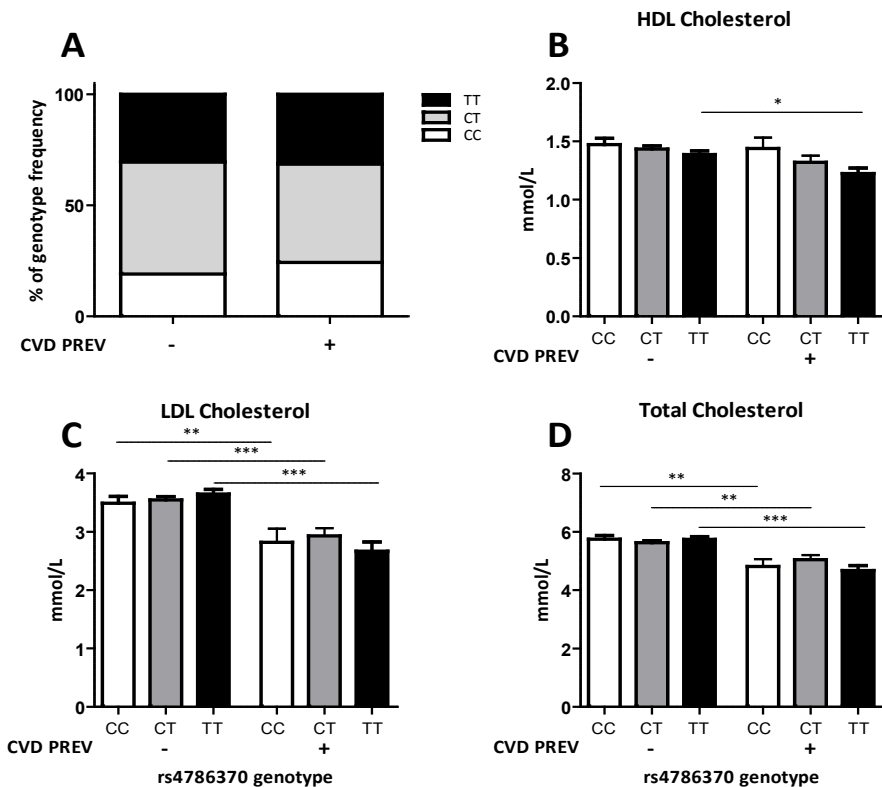 A
% of genotype frequency
100
50
0
CVD PREV - +
TT
CT
CC
HDL Cholesterol
B
mmol/L
2.0
1.5
1.0
0.5
0.0
*
CC CT TT CC CT TT
CVD PREV - +
LDL Cholesterol
C
mmol/L
4
3
2
1
0
**
***
***
CC CT TT CC CT TT
CVD PREV - +
rs4786370 genotype
Total Cholesterol
D
mmol/L
8
6
4
2
0
**
**
***
CC CT TT CC CT TT
CVD PREV - +
rs4786370 genotype